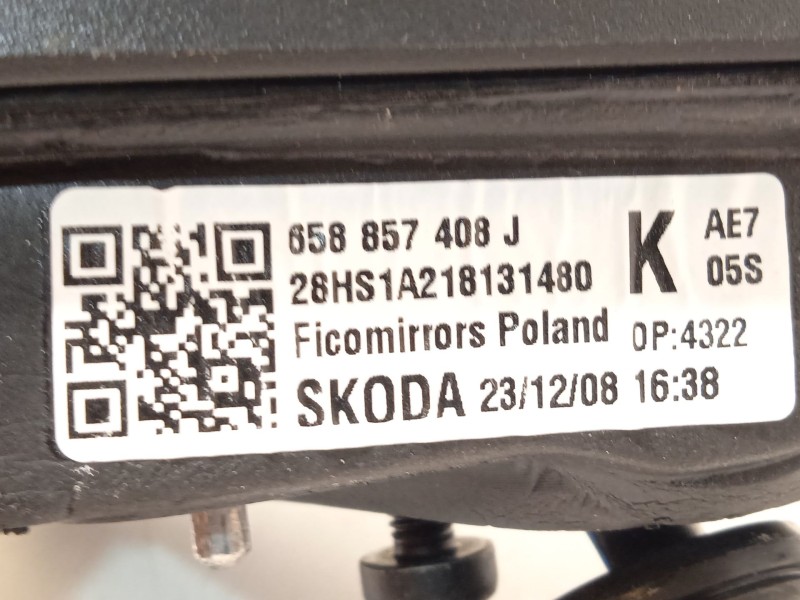 658 857 408 J K AE7
28HS1A218131480 05S
Ficomirrors Poland OP:4322
SKODA 23/12/08 16:38